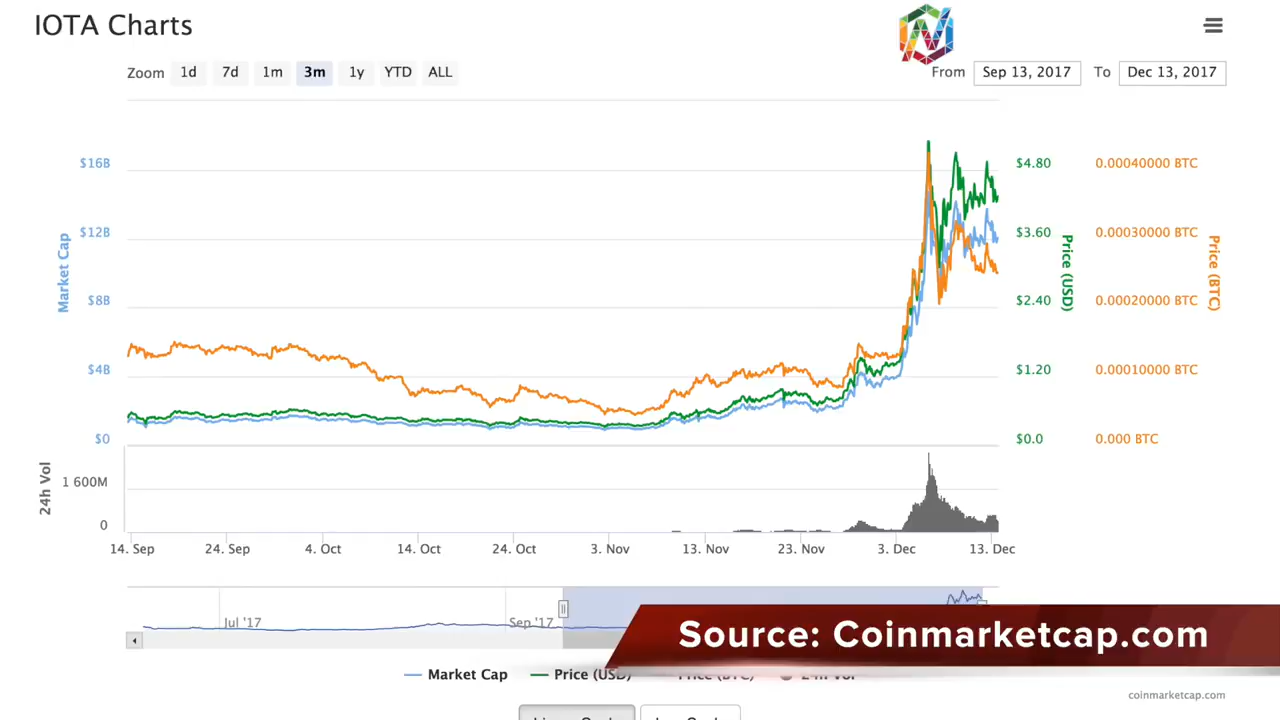 IOTA Charts
Zoom 1d 7d 1m 3m 1y YTD ALL
From Sep 13, 2017 To Dec 13, 2017
$16B $4.80 0.00040000 BTC
$12B $3.60 0.00030000 BTC
Market Cap
Price (USD)
Price (BTC)
$8B $2.40 0.00020000 BTC
$4B $1.20 0.00010000 BTC
$0 $0.0 0.000 BTC
24h Vol
1 600M
0
14. Sep 24. Sep 4. Oct 14. Oct 24. Oct 3. Nov 13. Nov 23. Nov 3. Dec 13. Dec
Jul '17 Sep '17
Source: Coinmarketcap.com
Market Cap Price (USD) Price (BTC) 24h Vol
coinmarketcap.com